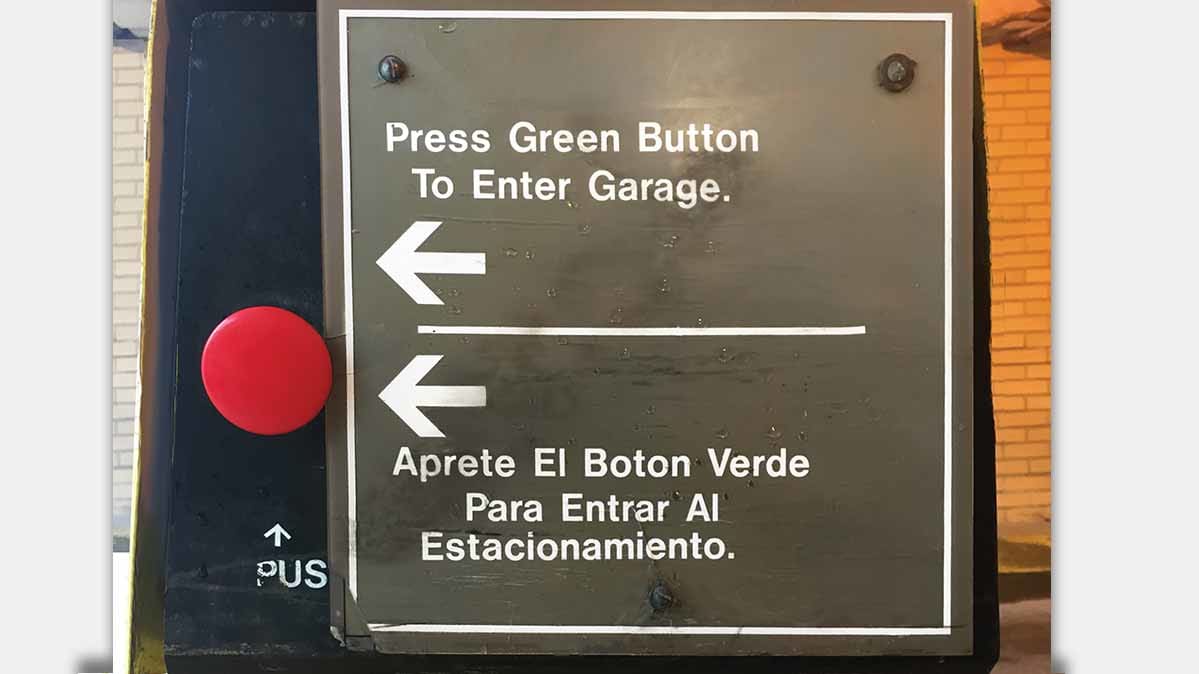 Press Green Button
To Enter Garage.
Aprete El Boton Verde
Para Entrar Al
Estacionamiento.
PUS